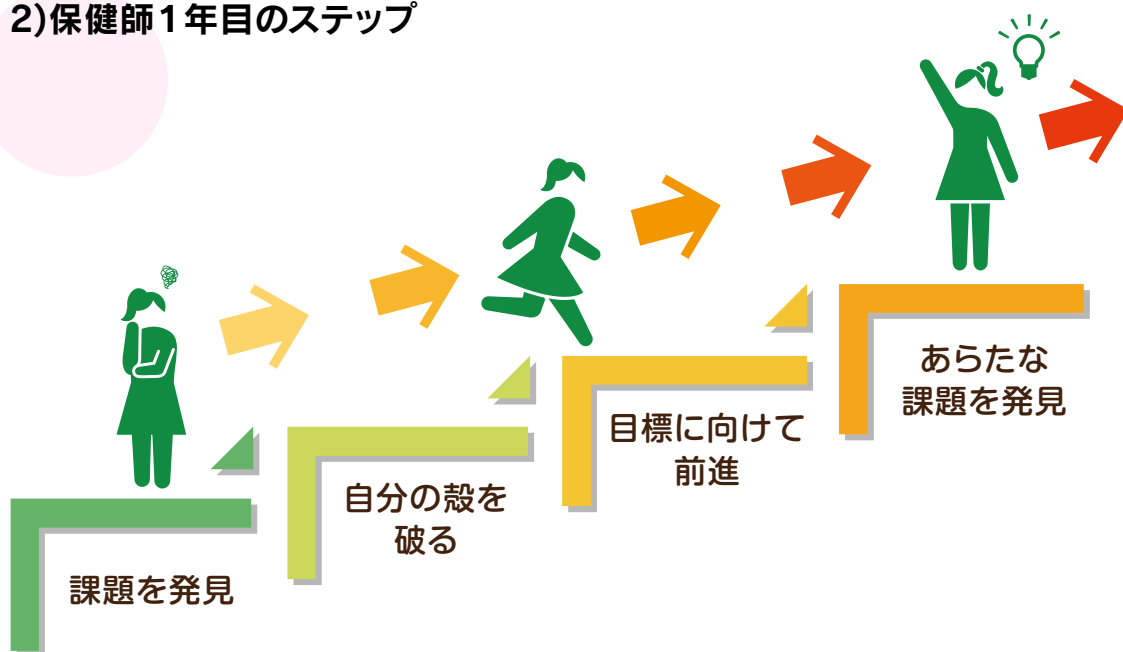 2)保健師１年目のステップ
あらたな
課題を発見
目標に向けて
前進
自分の殻を
破る
課題を発見